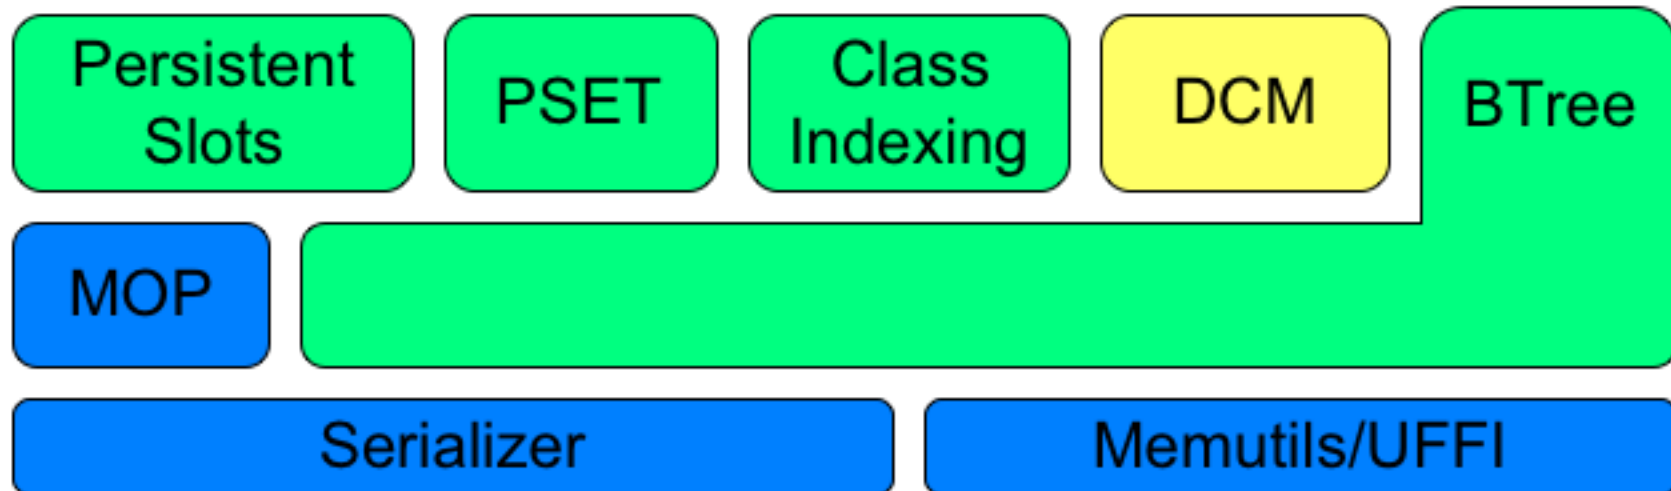 Persistent
Slots
PSET
Class
Indexing
DCM
BTree
MOP
Serializer
Memutils/UFFI